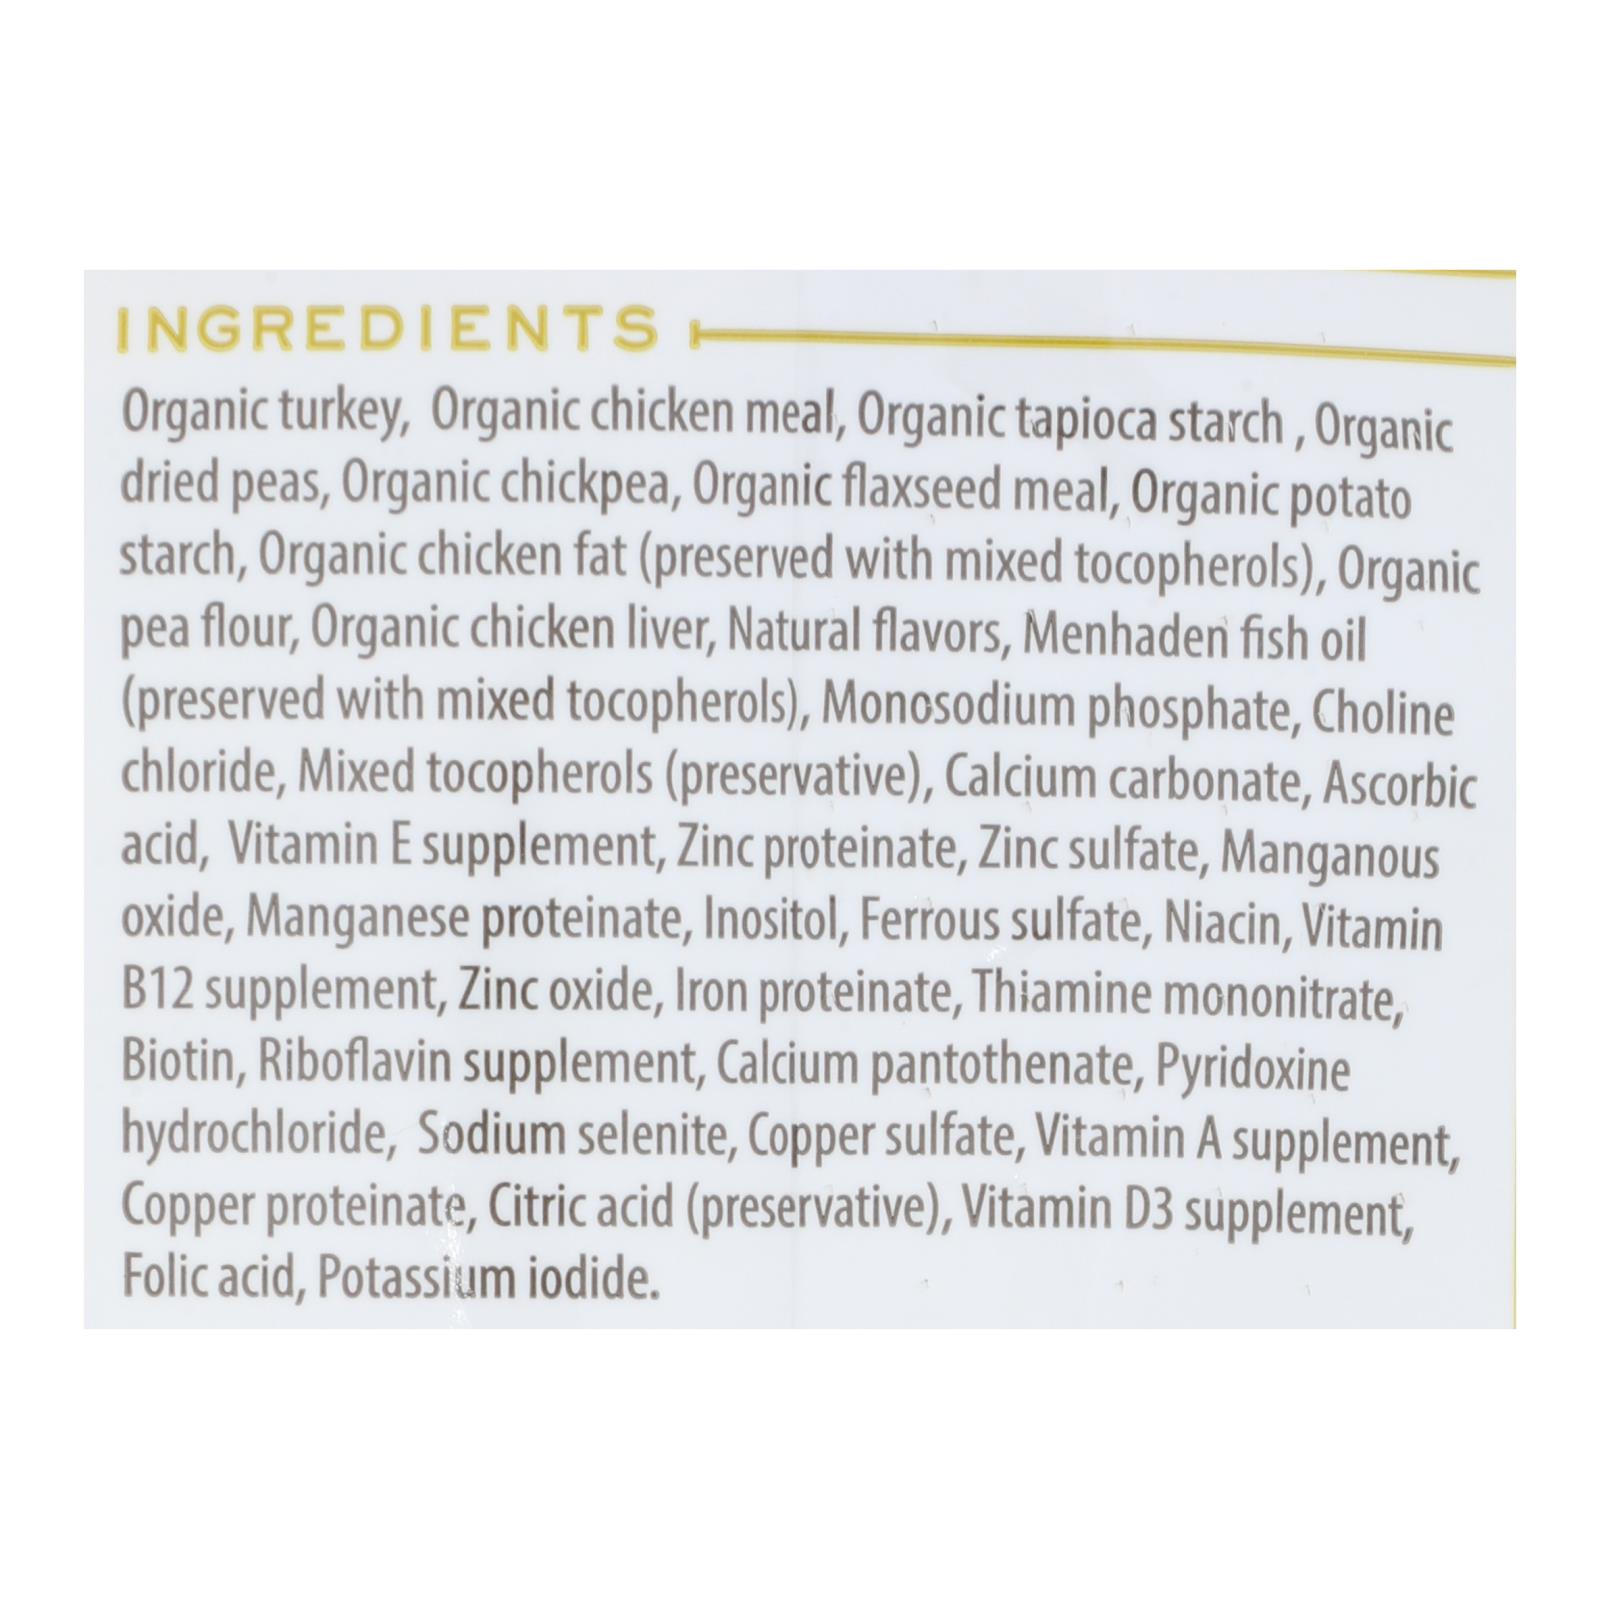 INGREDIENTS
Organic turkey, Organic chicken meal, Organic tapioca starch , Organic
dried peas, Organic chickpea, Organic flaxseed meal, Organic potato
starch, Organic chicken fat (preserved with mixed tocopherols), Organic
pea flour, Organic chicken liver, Natural flavors, Menhaden fish oil
(preserved with mixed tocopherols), Monosodium phosphate, Choline
chloride, Mixed tocopherols (preservative), Calcium carbonate, Ascorbic
acid, Vitamin E supplement, Zinc proteinate, Zinc sulfate, Manganous
oxide, Manganese proteinate, Inositol, Ferrous sulfate, Niacin, Vitamin
B12 supplement, Zinc oxide, Iron proteinate, Thiamine mononitrate,
Biotin, Riboflavin supplement, Calcium pantothenate, Pyridoxine
hydrochloride, Sodium selenite, Copper sulfate, Vitamin A supplement,
Copper proteinate, Citric acid (preservative), Vitamin D3 supplement,
Folic acid, Potassium iodide.